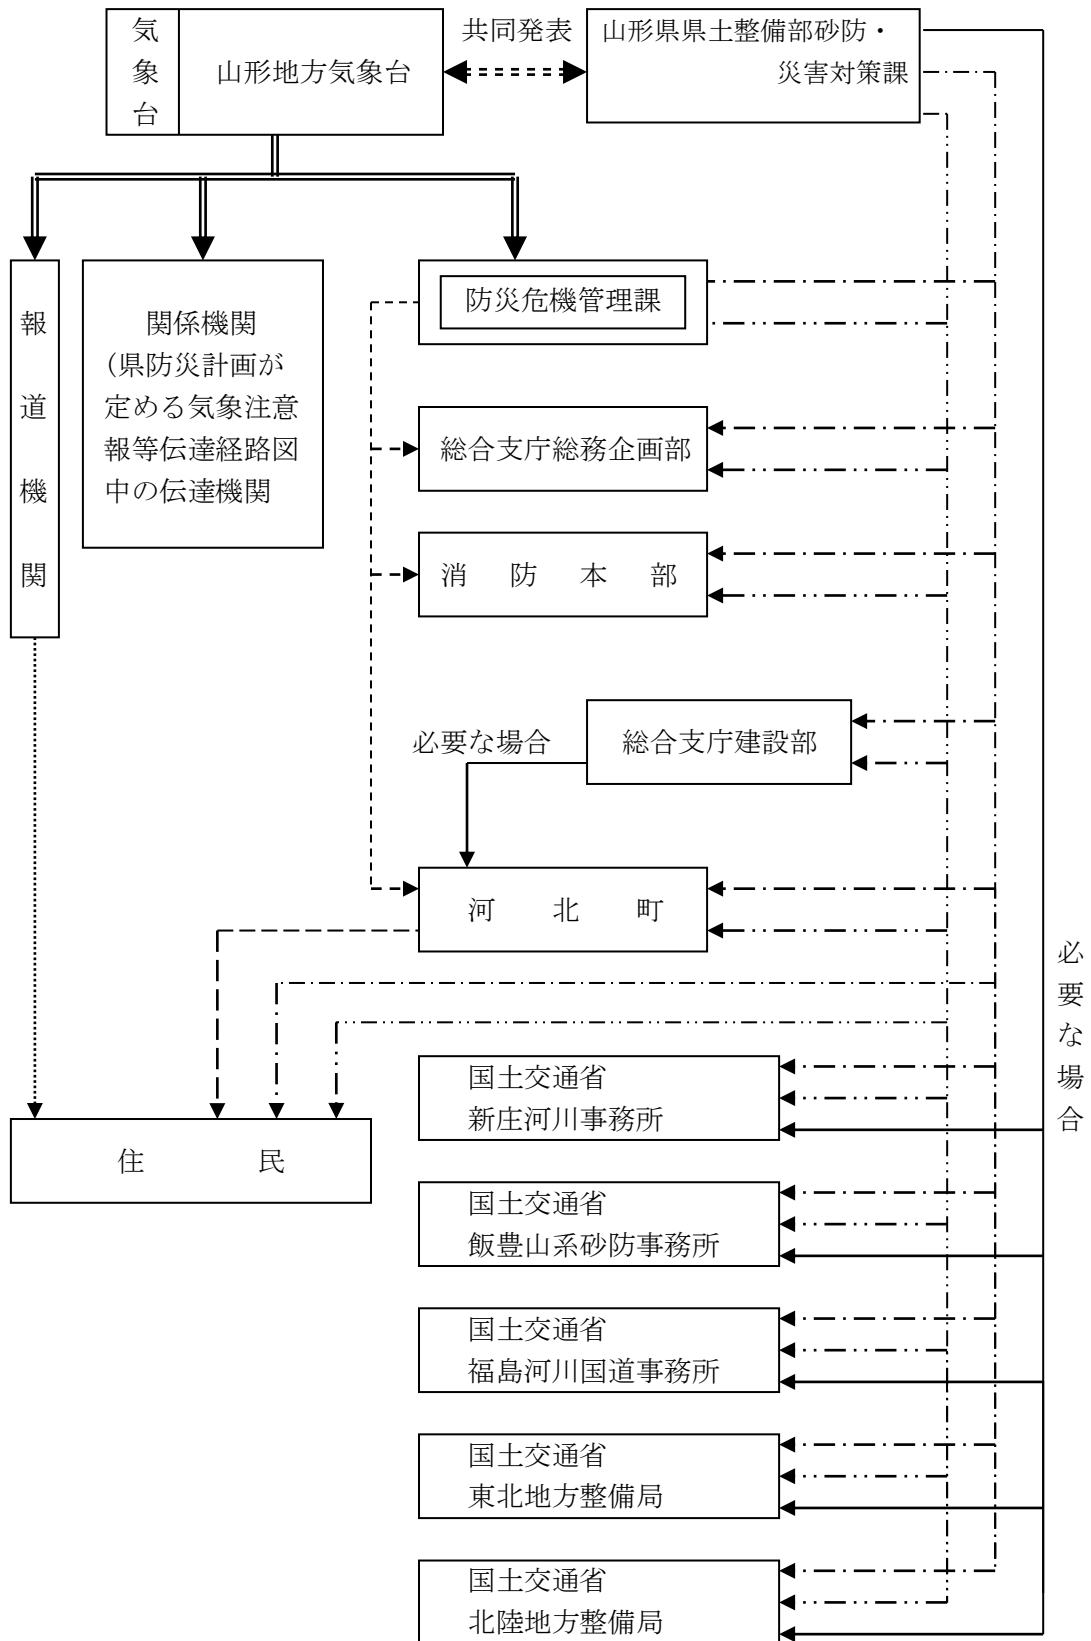 気象台
山形地方気象台
共同発表
山形県県土整備部砂防・
災害対策課
報道機関
関係機関
（県防災計画が
定める気象注意
報等伝達経路図
中の伝達機関
防災危機管理課
総合支庁総務企画部
消防本部
必要な場合
総合支庁建設部
河北町
必要な場合
住民
国土交通省
新庄河川事務所
国土交通省
飯豊山系砂防事務所
国土交通省
福島河川国道事務所
国土交通省
東北地方整備局
国土交通省
北陸地方整備局